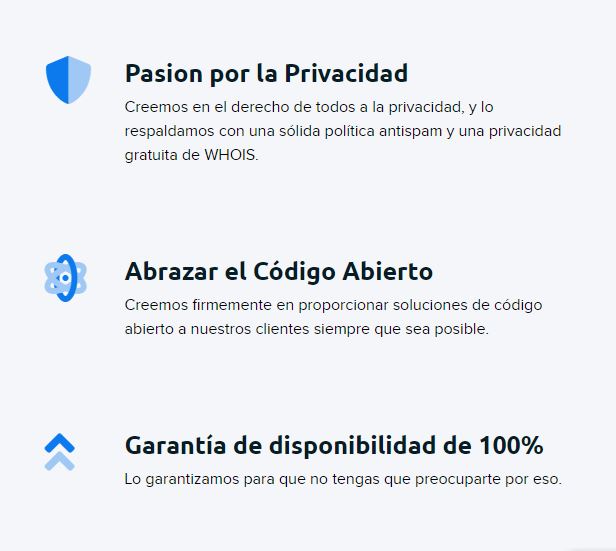 Pasion por la Privacidad
Creemos en el derecho de todos a la privacidad, y lo
respaldamos con una sólida política antispam y una privacidad
gratuita de WHOIS.
Abrazar el Código Abierto
Creemos firmemente en proporcionar soluciones de código
abierto a nuestros clientes siempre que sea posible.
Garantía de disponibilidad de 100%
Lo garantizamos para que no tengas que preocuparte por eso.